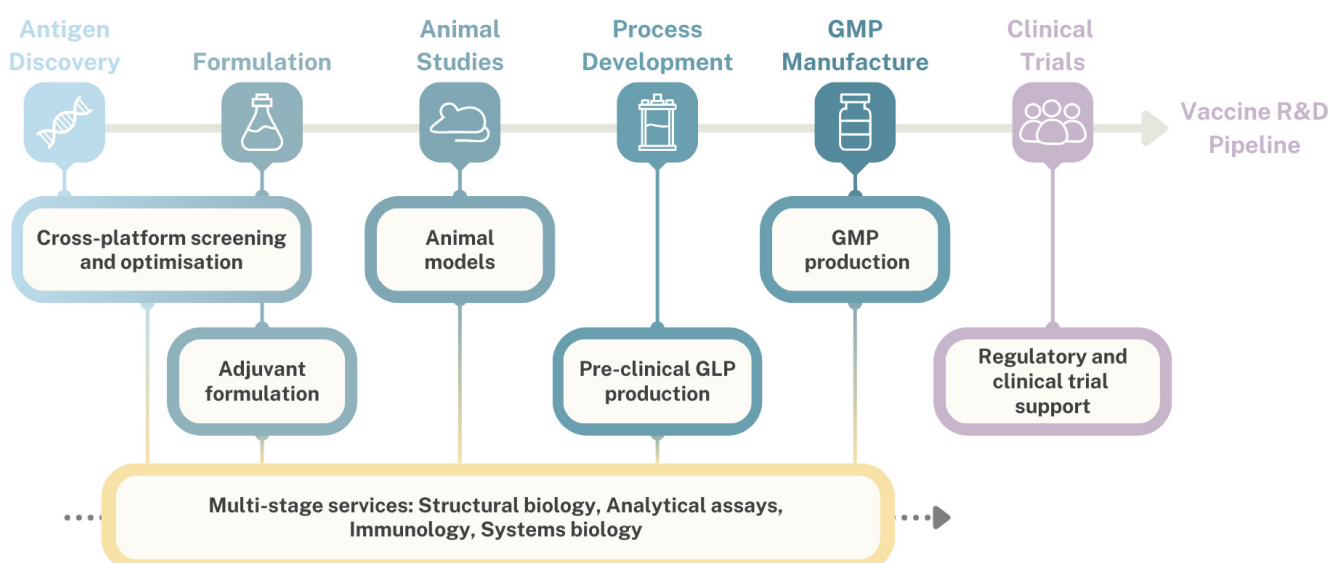 Antigen
Discovery
Formulation
Animal
Studies
Process
Development
GMP
Manufacture
Clinical
Trials
Vaccine R&D
Pipeline
Cross-platform screening
and optimisation
Animal
models
GMP
production
Adjuvant
formulation
Pre-clinical GLP
production
Regulatory and
clinical trial
support
Multi-stage services: Structural biology, Analytical assays,
Immunology, Systems biology